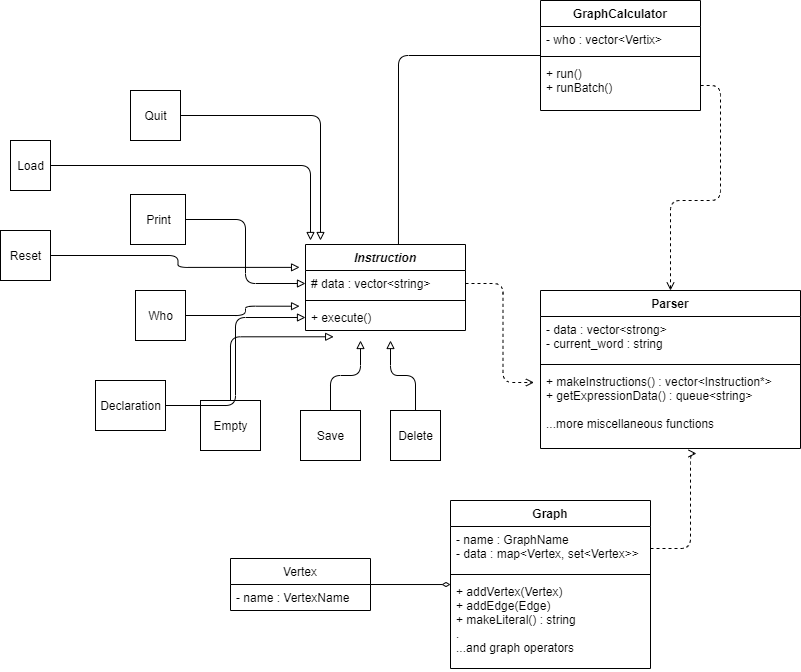 GraphCalculator
- who : vector<Vertix>
+ run()
+ runBatch()
Quit
Load
Print
Reset
Instruction
# data : vector<string>
+ execute()
Who
Parser
- data : vector<strong>
- current_word : string
+ makeInstructions() : vector<Instruction*>
+ getExpressionData() : queue<string>
...more miscellaneous functions
Declaration
Empty
Save
Delete
Graph
- name : GraphName
- data : map<Vertex, set<Vertex>>
+ addVertex(Vertex)
+ addEdge(Edge)
+ makeLiteral() : string
.
...and graph operators
Vertex
- name : VertexName